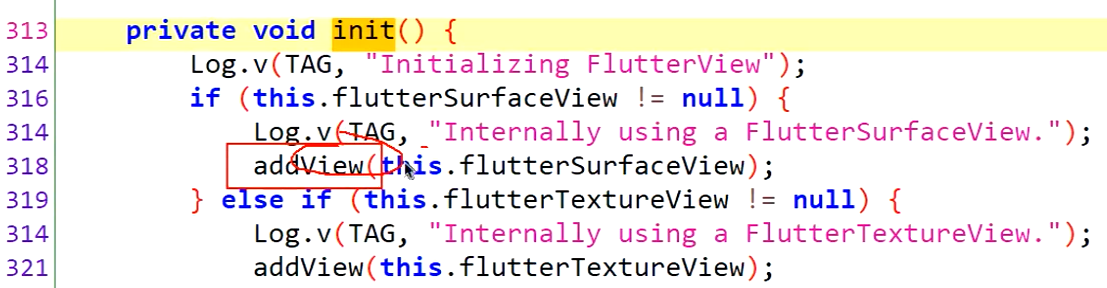 313 private void init() {
314 Log.v(TAG, "Initializing FlutterView");
316 if (this.flutterSurfaceView != null) {
314 Log.v(TAG, "Internally using a FlutterSurfaceView.");
318 addView(this.flutterSurfaceView);
319 } else if (this.flutterTextureView != null) {
314 Log.v(TAG, "Internally using a FlutterTextureView.");
321 addView(this.flutterTextureView);